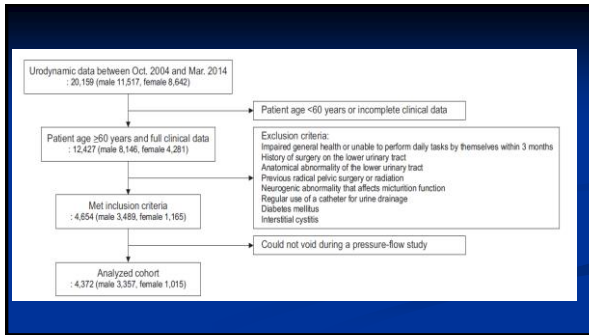 Urodynamic data between Oct. 2004 and Mar. 2014
: 20,159 (male 11,517, female 8,642)
Patient age <60 years or incomplete clinical data
Patient age ≥60 years and full clinical data
: 12,427 (male 8,146, female 4,281)
Exclusion criteria:
Impaired general health or unable to perform daily tasks by themselves within 3 months
History of surgery on the lower urinary tract
Anatomical abnormality of the lower urinary tract
Previous radical pelvic surgery or radiation
Neurogenic abnormality that affects micturition function
Regular use of a catheter for urine drainage
Diabetes mellitus
Interstitial cystitis
Met inclusion criteria
: 4,654 (male 3,489, female 1,165)
Could not void during a pressure-flow study
Analyzed cohort
: 4,372 (male 3,357, female 1,015)